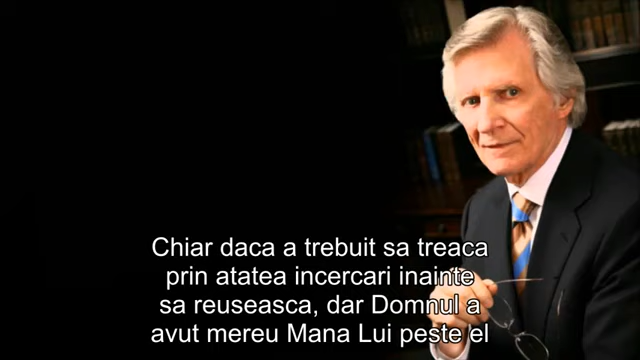 Chiar daca a trebuit sa treaca
prin atatea incercari inainte
sa reuseasca, dar Domnul a
avut mereu Mana Lui peste el